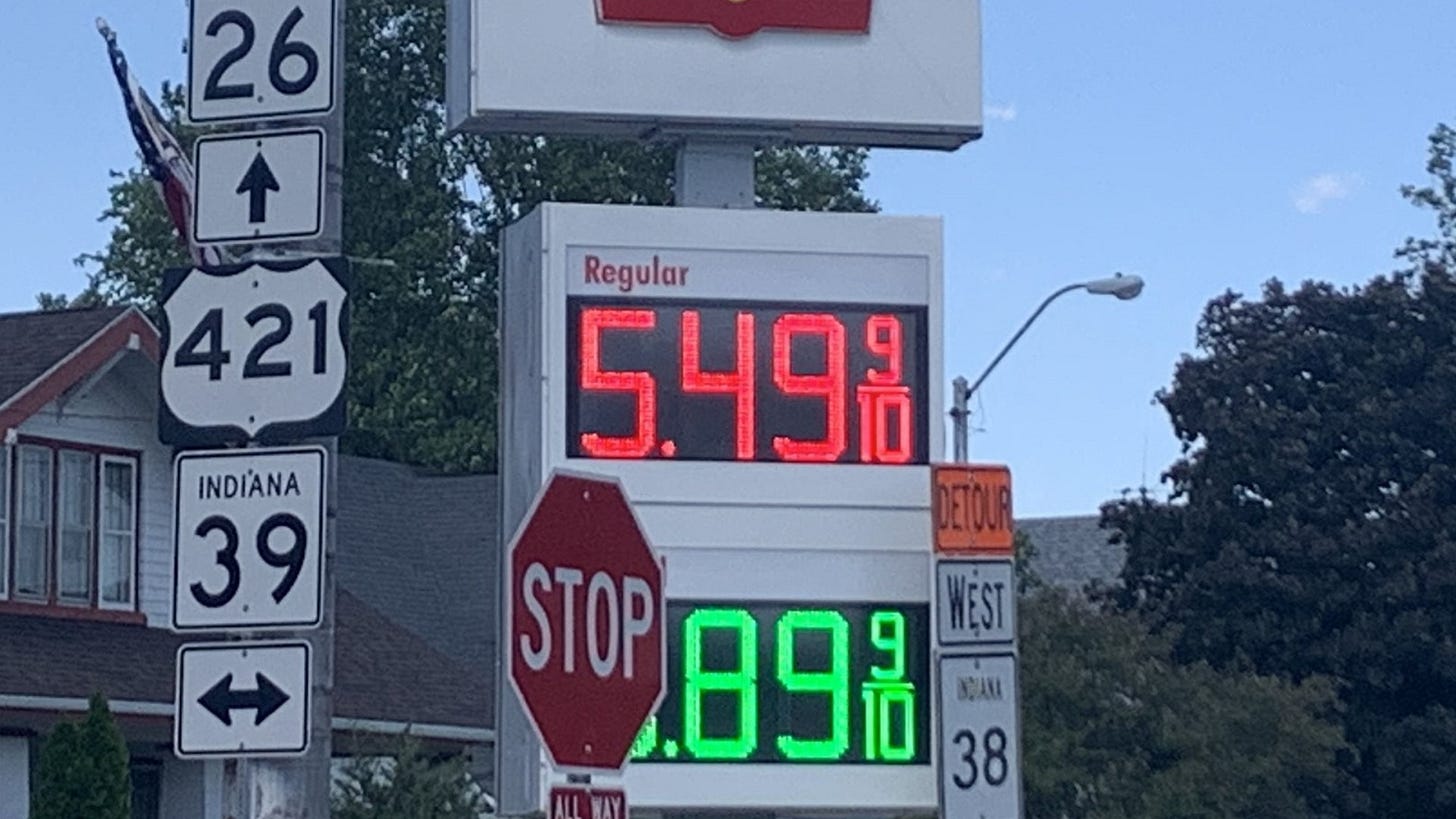 26
421
INDIANA
39
Regular
5.49 9/10
STOP
ALL WAY
.89 9/10
DETOUR
WEST
INDIANA
38